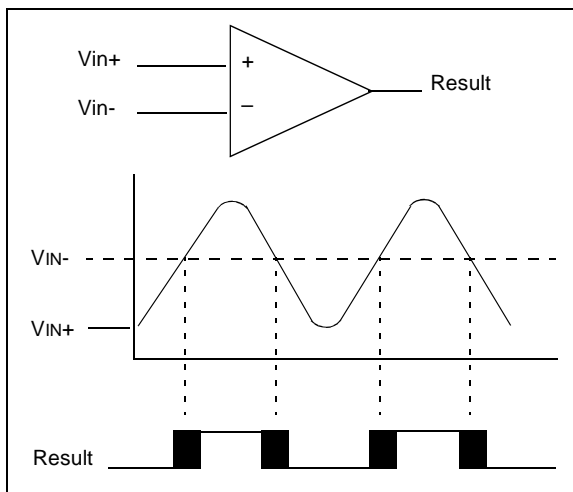 Vin+
+
Result
Vin-
–
VIN-
VIN+
Result